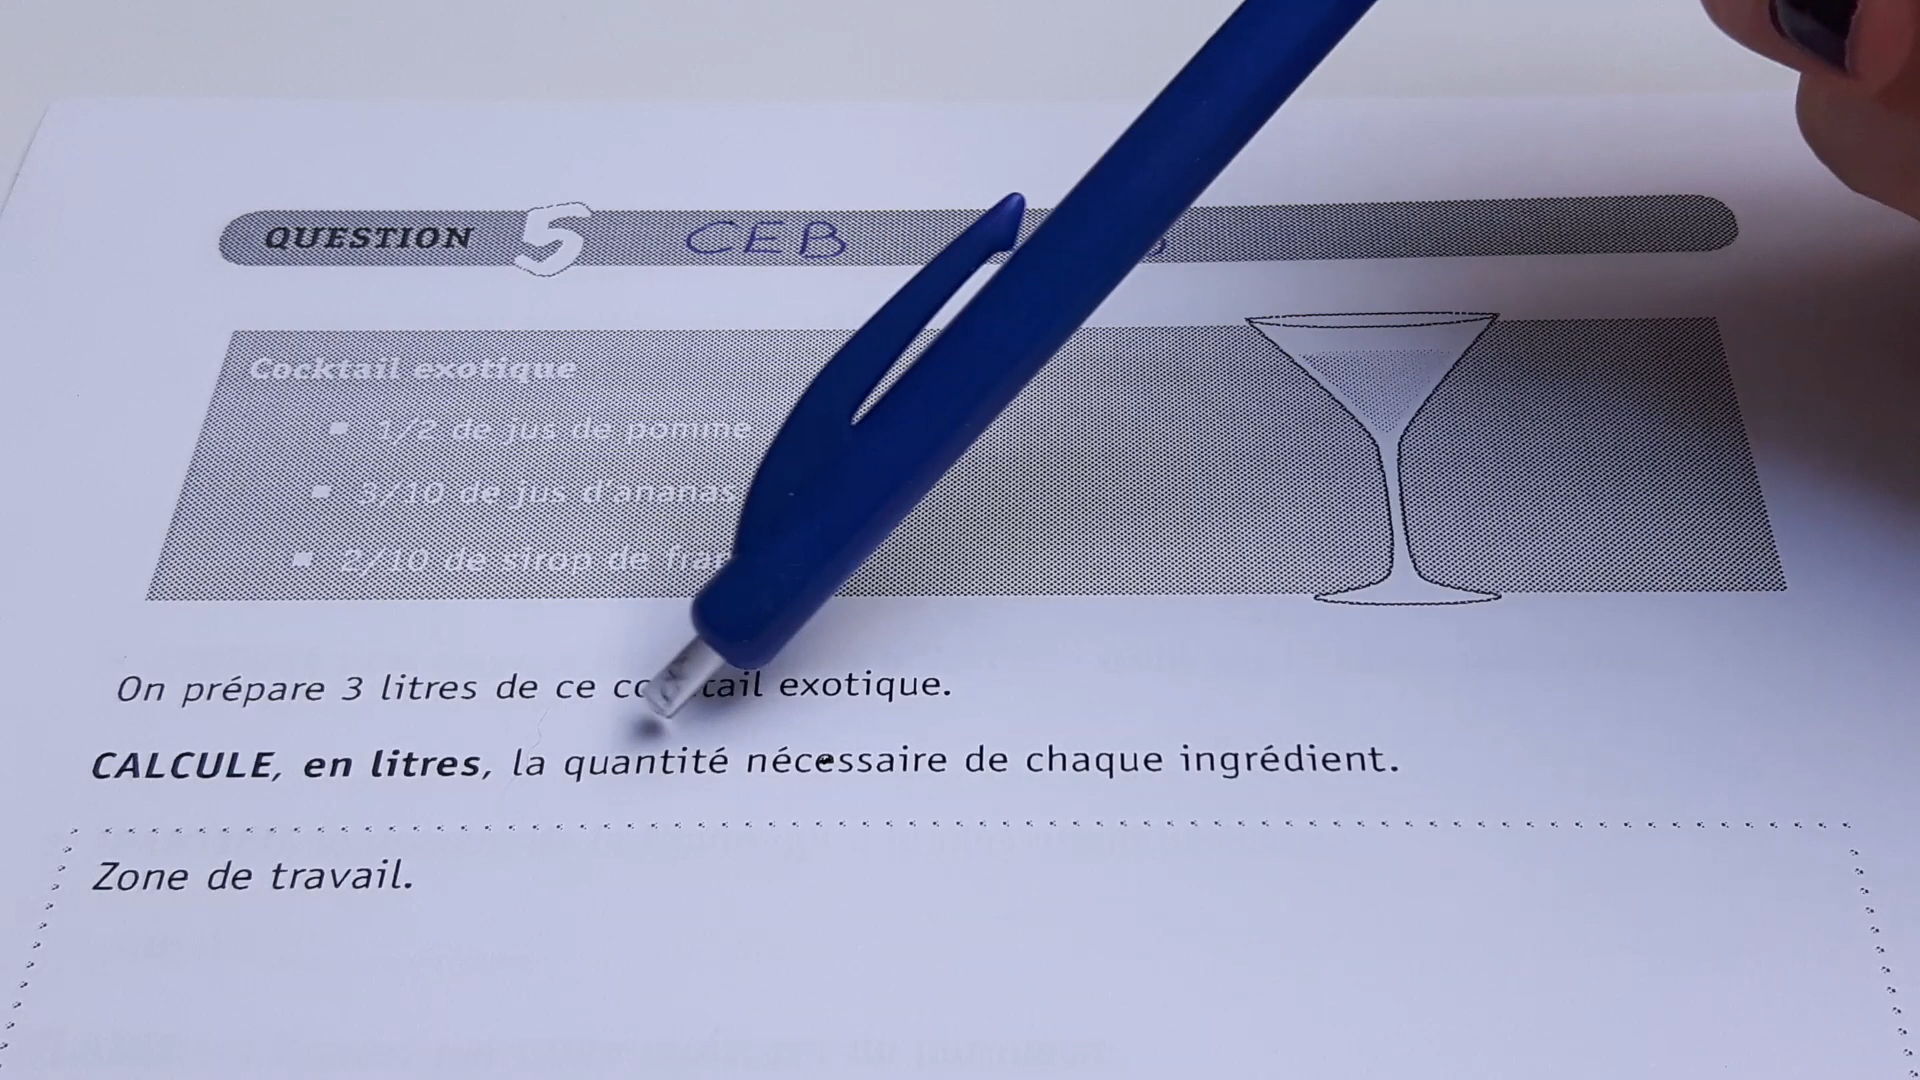 QUESTION 5 CEB
Cocktail exotique
▪ 1/2 de jus de pomme
▪ 3/10 de jus d'ananas
▪ 2/10 de sirop de
On prépare 3 litres de ce exotique.
CALCULE, en litres, la quantité nécessaire de chaque ingrédient.
Zone de travail.